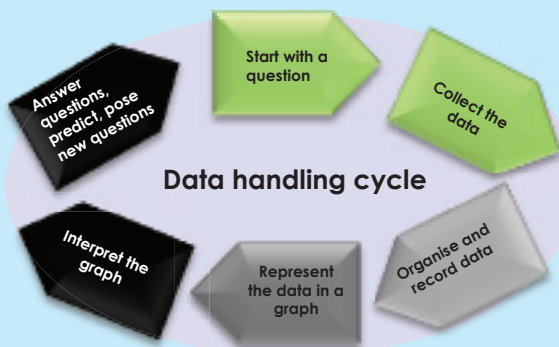 Data handling cycle
Start with a
question
Collect the
data
Organise and
record data
Represent
the data in a
graph
Interpret the
graph
Answer
questions,
predict, pose
new questions